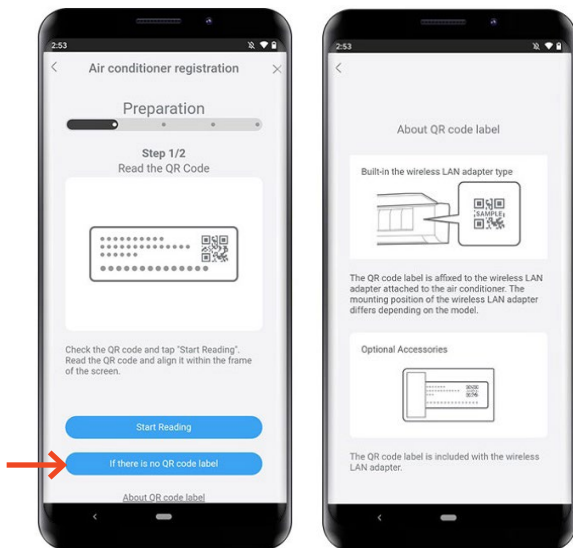 2:53
Air conditioner registration
Preparation
Step 1/2
Read the QR Code
Check the QR code and tap "Start Reading".
Read the QR code and align it within the frame
of the screen.
Start Reading
If there is no QR code label
About QR code label
2:53
About QR code label
Built-in the wireless LAN adapter type
SAMPLE
The QR code label is affixed to the wireless LAN
adapter attached to the air conditioner. The
mounting position of the wireless LAN adapter
differs depending on the model.
Optional Accessories
The QR code label is included with the wireless
LAN adapter.